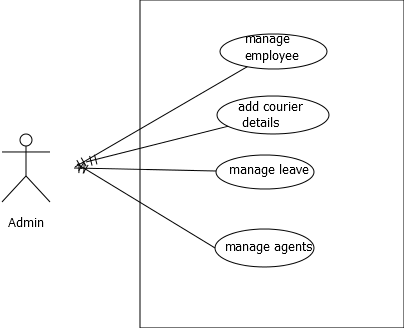 manage
employee
add courier
details
manage leave
Admin
manage agents